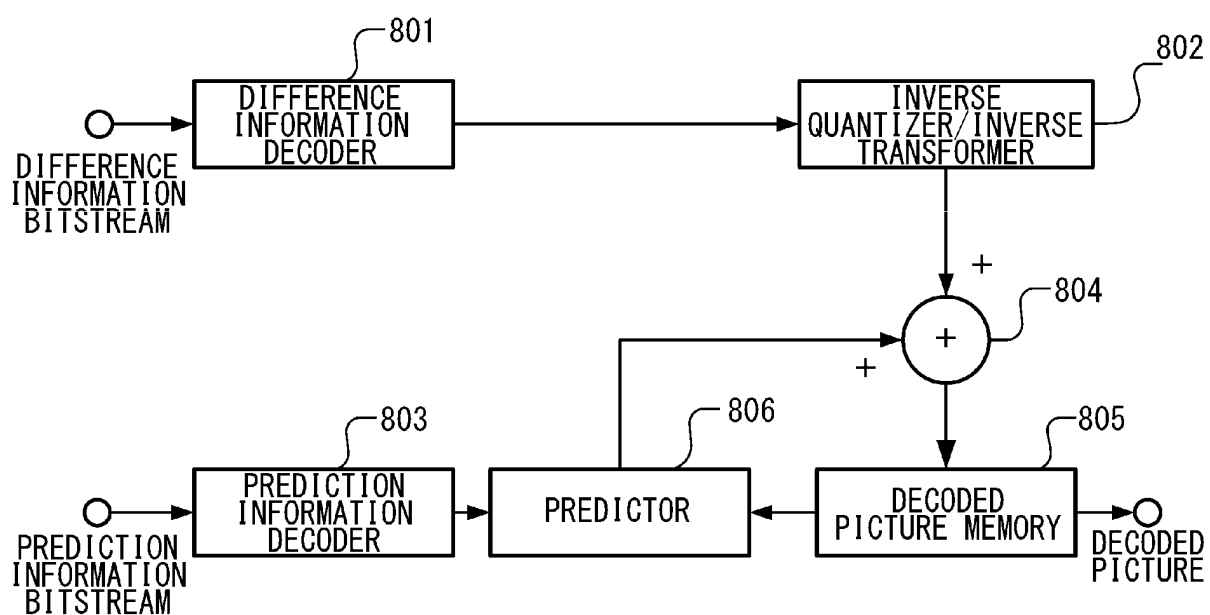 801
802
DIFFERENCE
INFORMATION
DECODER
INVERSE
QUANTIZER/INVERSE
TRANSFORMER
DIFFERENCE
INFORMATION
BITSTREAM
+
804
+
+
803
806
805
PREDICTION
INFORMATION
DECODER
PREDICTOR
DECODED
PICTURE MEMORY
PREDICTION
INFORMATION
BITSTREAM
DECODED
PICTURE